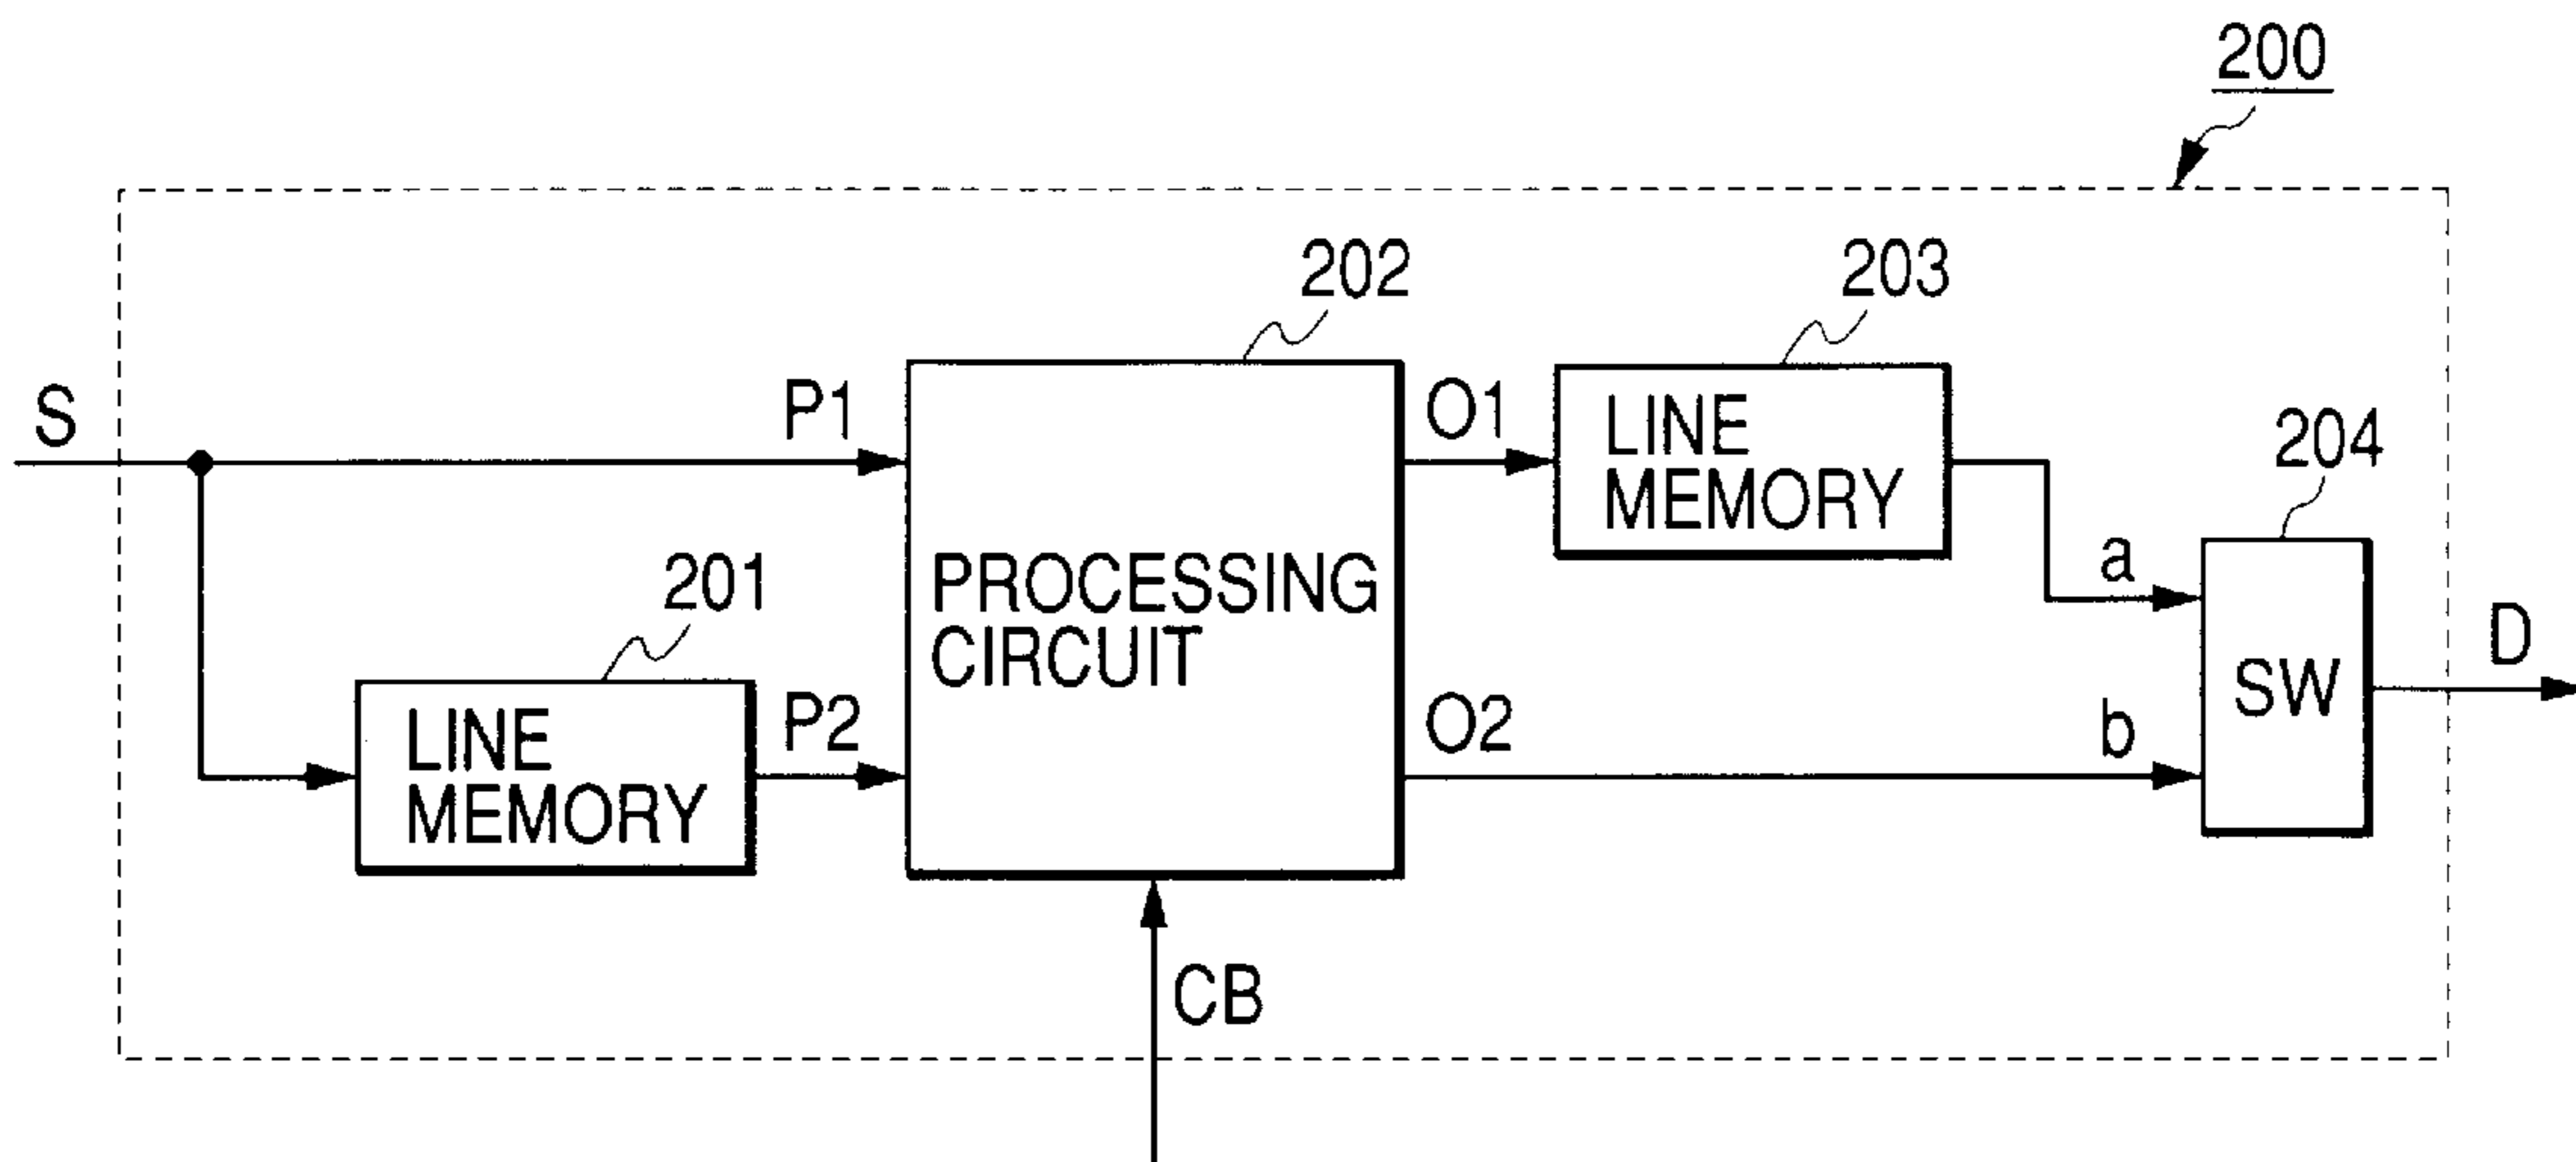 200
202
203
S
P1
O1
LINE
MEMORY
204
201
PROCESSING
CIRCUIT
a
D
LINE
MEMORY
P2
O2
b
SW
CB